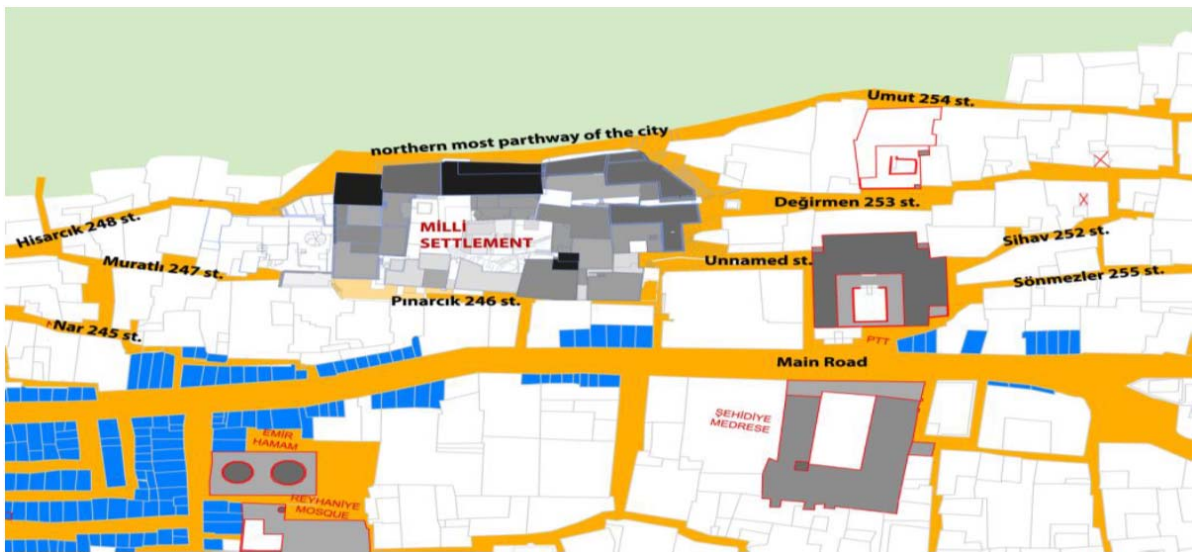 Umut 254 st.
northern most parthway of the city
Değirmen 253 st.
Hisarcık 248 st.
MİLLİ
SETTLEMENT
Sihav 252 st.
Muratlı 247 st.
Unnamed st.
Sönmezler 255 st.
Pınarcık 246 st.
Nar 245 st.
PTT
Main Road
ŞEHİDİYE
MEDRESE
EMİR
HAMAM
REYHANİYE
MOSQUE